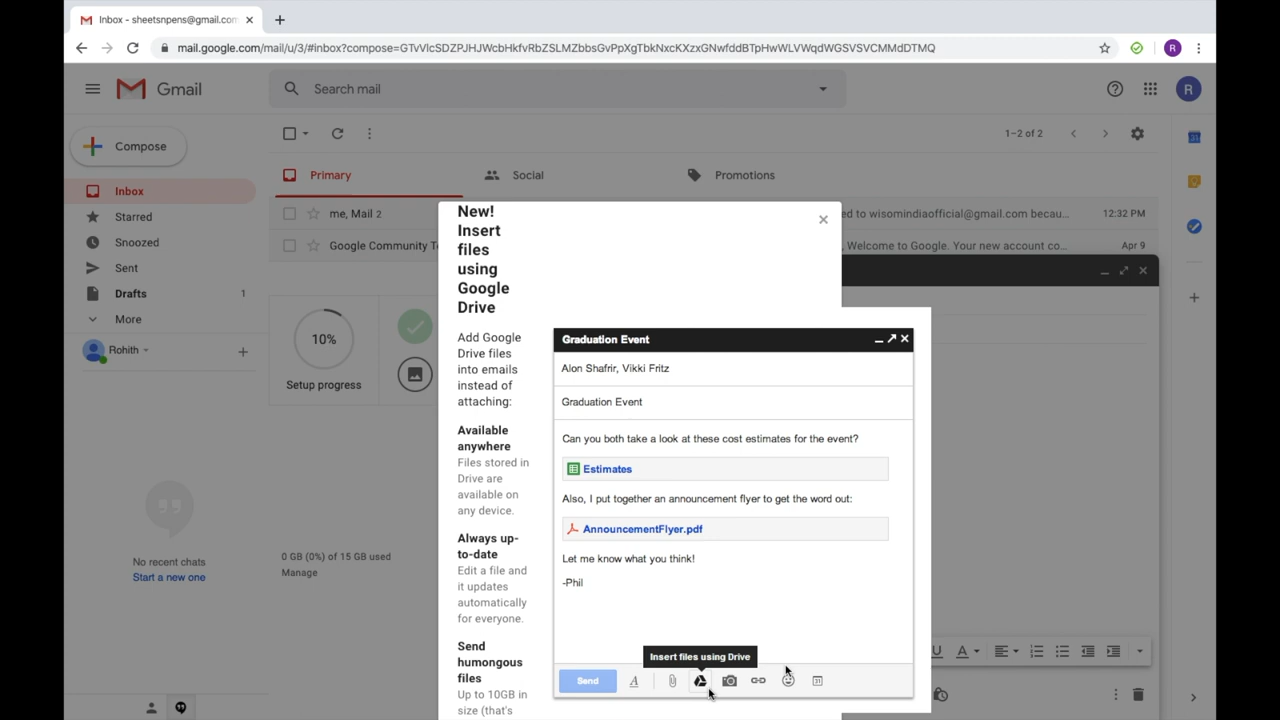 Inbox - sheetsnpens@gmail.com
mail.google.com/mail/u/3/#inbox?compose=GTvVlcSDZPJHJWcbHkfvRbZSLMZbbsGvPpXgTbkNxcKXzxGNwfddBTpHwWLVWqdWGSVSVCMMdDTMQ
R
Gmail
Search mail
R
Compose
1–2 of 2
Inbox
Starred
Snoozed
Sent
Drafts 1
More
Rohith
No recent chats
Start a new one
Primary
Social
Promotions
me, Mail 2
ed to wisomindiaofficial@gmail.com becau...
12:32 PM
Google Community
, Welcome to Google. Your new account co...
Apr 9
10%
Setup progress
0 GB (0%) of 15 GB used
Manage
New!
Insert
files
using
Google
Drive
Add Google
Drive files
into emails
instead of
attaching:
Available
anywhere
Files stored in
Drive are
available on
any device.
Always up-
to-date
Edit a file and
it updates
automatically
for everyone.
Send
humongous
files
Up to 10GB in
size (that's
Graduation Event
Alon Shafrir, Vikki Fritz
Graduation Event
Can you both take a look at these cost estimates for the event?
Estimates
Also, I put together an announcement flyer to get the word out:
AnnouncementFlyer.pdf
Let me know what you think!
-Phil
Insert files using Drive
Send